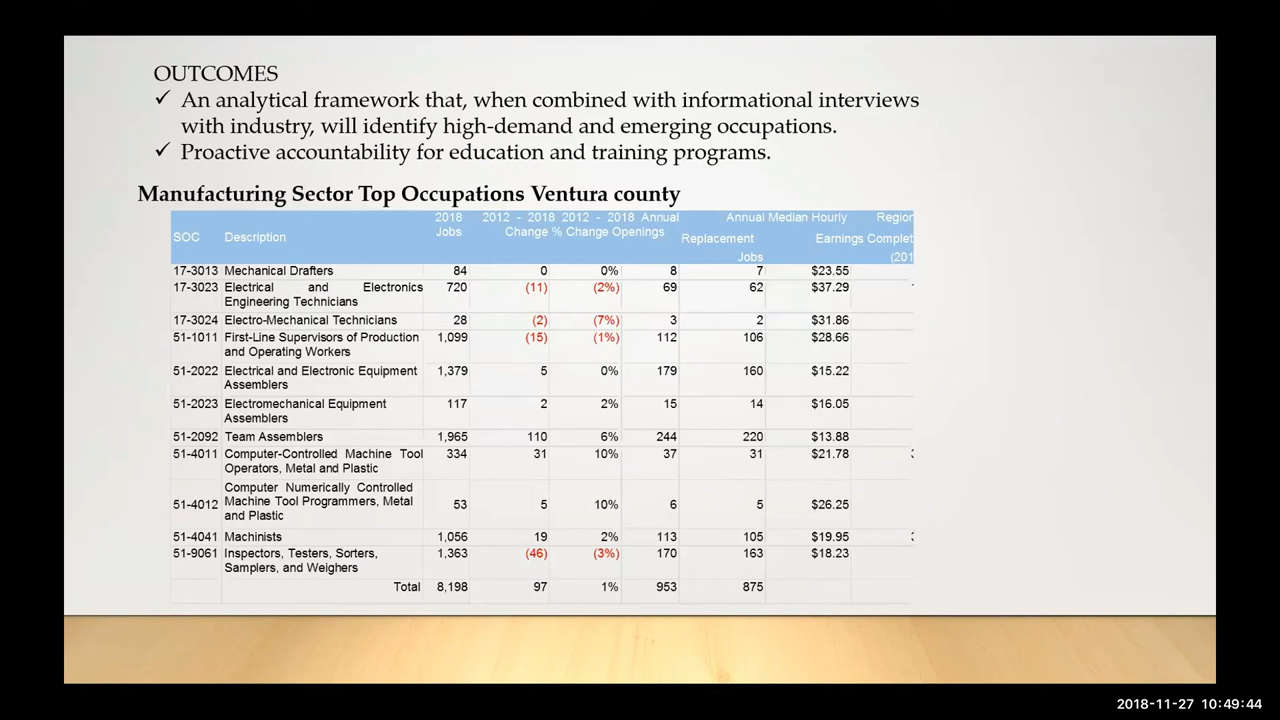 OUTCOMES
✓ An analytical framework that, when combined with informational interviews
with industry, will identify high-demand and emerging occupations.
✓ Proactive accountability for education and training programs.
Manufacturing Sector Top Occupations Ventura county
2018 2012 - 2018 2012 - 2018 Annual Annual Median Hourly
SOC Description Jobs Change % Change Openings Replacement Earnings
Jobs (201
17-3013 Mechanical Drafters 84 0 0% 8 7 $23.55
17-3023 Electrical and Electronics 720 (11) (2%) 69 62 $37.29
Engineering Technicians
17-3024 Electro-Mechanical Technicians 28 (2) (7%) 3 2 $31.86
51-1011 First-Line Supervisors of Production 1,099 (15) (1%) 112 106 $28.66
and Operating Workers
51-2022 Electrical and Electronic Equipment 1,379 5 0% 179 160 $15.22
Assemblers
51-2023 Electromechanical Equipment 117 2 2% 15 14 $16.05
Assemblers
51-2092 Team Assemblers 1,965 110 6% 244 220 $13.88
51-4011 Computer-Controlled Machine Tool 334 31 10% 37 31 $21.78
Operators, Metal and Plastic
Computer Numerically Controlled
51-4012 Machine Tool Programmers, Metal 53 5 10% 6 5 $26.25
and Plastic
51-4041 Machinists 1,056 19 2% 113 105 $19.95
51-9061 Inspectors, Testers, Sorters, 1,363 (46) (3%) 170 163 $18.23
Samplers, and Weighers
Total 8,198 97 1% 953 875
2018-11-27 10:49:44